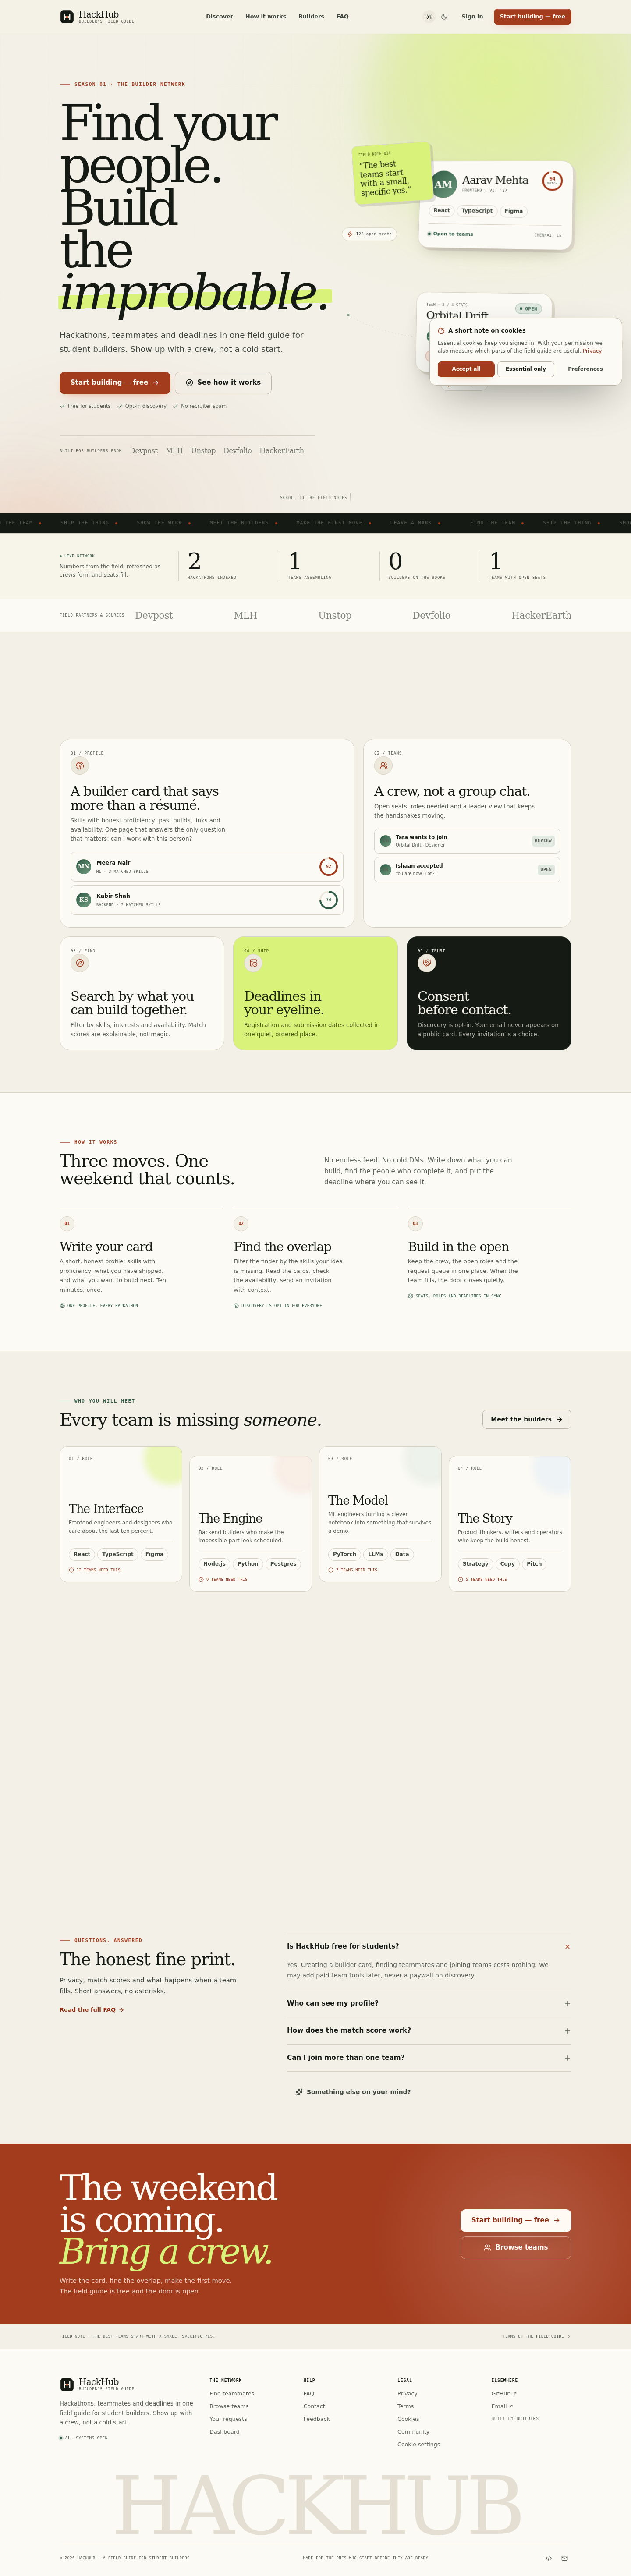 HackHub
BUILDER'S FIELD GUIDE
Discover
How it works
Builders
FAQ
Sign in
Start building — free
SEASON 01 · THE BUILDER NETWORK
Find your
people.
Build
the
improbable.
Hackathons, teammates and deadlines in one field guide for
student builders. Show up with a crew, not a cold start.
Start building — free →
See how it works
Free for students
Opt-in discovery
No recruiter spam
BUILT FOR BUILDERS FROM
Devpost
MLH
Unstop
Devfolio
HackerEarth
"The best
teams start
with a small,
specific yes."
128 open seats
AM
Aarav Mehta
FRONTEND · VIT '27
94
React
TypeScript
Figma
Open to teams
CHENNAI, IN
TEAM · 3 / 4 SEATS
OPEN
Orbital Drift
A short note on cookies
Essential cookies keep you signed in. With your permission we
also measure which parts of the field guide are useful. Privacy
Accept all
Essential only
Preferences
SCROLL TO THE FIELD NOTES
THE TEAM
SHIP THE THING
SHOW THE WORK
MEET THE BUILDERS
MAKE THE FIRST MOVE
LEAVE A MARK
FIND THE TEAM
SHIP THE THING
LIVE NETWORK
Numbers from the field, refreshed as
crews form and seats fill.
2
HACKATHONS INDEXED
1
TEAMS ASSEMBLING
0
BUILDERS ON THE BOOKS
1
TEAMS WITH OPEN SEATS
FIELD PARTNERS & SOURCES
Devpost
MLH
Unstop
Devfolio
HackerEarth
01 / PROFILE
A builder card that says
more than a résumé.
Skills with honest proficiency, past builds, links and
availability. One page that answers the only question
that matters: can I work with this person?
MN
Meera Nair
ML · 3 MATCHED SKILLS
92
KS
Kabir Shah
BACKEND · 2 MATCHED SKILLS
78
02 / TEAMS
A crew, not a group chat.
Open seats, roles needed and a leader view that keeps
the handshakes moving.
Tara wants to join
Orbital Drift · Designer
REVIEW
Ishaan accepted
You are now 3 of 4
OPEN
03 / FIND
Search by what you
can build together.
Filter by skills, interests and availability. Match
scores are explainable, not magic.
04 / SHIP
Deadlines in
your eyeline.
Registration and submission dates collected in
one quiet, ordered place.
05 / TRUST
Consent
before contact.
Discovery is opt-in. Your email never appears on
a public card. Every invitation is a choice.
HOW IT WORKS
Three moves. One
weekend that counts.
No endless feed. No cold DMs. Write down what you can
build, find the people who complete it, and put the
deadline where you can see it.
01
Write your card
A short, honest profile: skills with
proficiency, what you have shipped,
and what you want to build next. Ten
minutes, once.
ONE PROFILE, EVERY HACKATHON
02
Find the overlap
Filter the finder by the skills your idea
is missing. Read the cards, check
the availability, send an invitation
with context.
DISCOVERY IS OPT-IN FOR EVERYONE
03
Build in the open
Keep the crew, the open roles and the
request queue in one place. When the
team fills, the door closes quietly.
SEATS, ROLES AND DEADLINES IN SYNC
WHO YOU WILL MEET
Every team is missing someone.
Meet the builders →
01 / ROLE
The Interface
Frontend engineers and designers who
care about the last ten percent.
React
TypeScript
Figma
12 TEAMS NEED THIS
02 / ROLE
The Engine
Backend builders who make the
impossible part look scheduled.
Node.js
Python
Postgres
9 TEAMS NEED THIS
03 / ROLE
The Model
ML engineers turning a clever
notebook into something that survives
a demo.
PyTorch
LLMs
Data
7 TEAMS NEED THIS
04 / ROLE
The Story
Product thinkers, writers and operators
who keep the build honest.
Strategy
Copy
Pitch
5 TEAMS NEED THIS
QUESTIONS, ANSWERED
The honest fine print.
Privacy, match scores and what happens when a team
fills. Short answers, no asterisks.
Read the full FAQ →
Is HackHub free for students?
Yes. Creating a builder card, finding teammates and joining teams costs nothing. We
may add paid team tools later, never a paywall on discovery.
Who can see my profile?
How does the match score work?
Can I join more than one team?
Something else on your mind?
The weekend
is coming.
Bring a crew.
Write the card, find the overlap, make the first move.
The field guide is free and the door is open.
Start building — free →
Browse teams
FIELD NOTE · THE BEST TEAMS START WITH A SMALL, SPECIFIC YES.
TERMS OF THE FIELD GUIDE
HackHub
BUILDER'S FIELD GUIDE
Hackathons, teammates and deadlines in one
field guide for student builders. Show up with
a crew, not a cold start.
ALL SYSTEMS OPEN
THE NETWORK
Find teammates
Browse teams
Your requests
Dashboard
HELP
FAQ
Contact
Feedback
LEGAL
Privacy
Terms
Cookies
Community
Cookie settings
ELSEWHERE
GitHub ↗
Email ↗
BUILT BY BUILDERS
HACKHUB
© 2026 HACKHUB · A FIELD GUIDE FOR STUDENT BUILDERS
MADE FOR THE ONES WHO START BEFORE THEY ARE READY